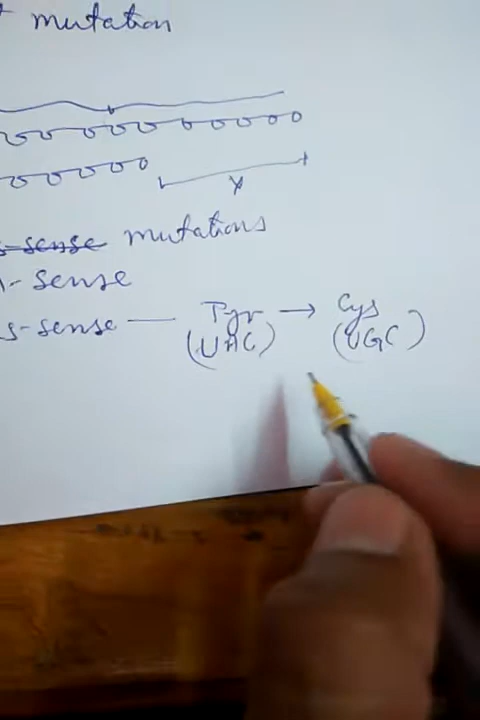 t mutation
s-sense mutations
n-sense
s-sense — Tyr → Cys
(UAC) (UGC)